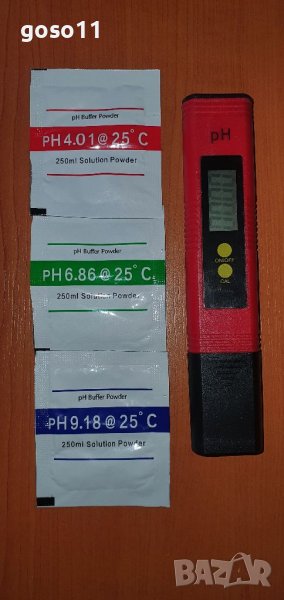 goso11
pH Buffer Powder
PH4.01@25°C
250ml Solution Powder
pH Buffer Powder
PH6.86@25°C
250ml Solution Powder
pH Buffer Powder
PH9.18@25°C
250ml Solution Powder
pH
ON/OFF
CAL
BAZAR